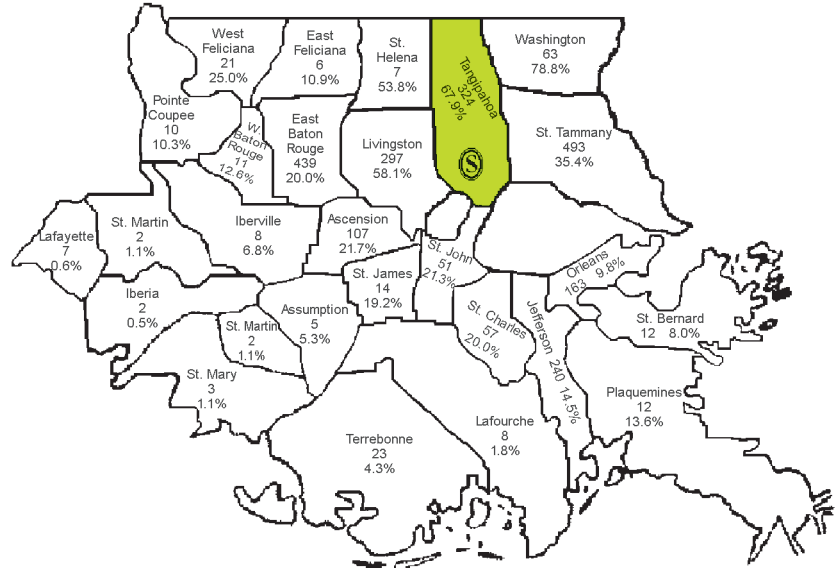 West
Feliciana
21
25.0%
East
Feliciana
6
10.9%
St.
Helena
7
53.8%
Tangipahoa
324
67.9%
Washington
63
78.8%
Pointe
Coupee
10
10.3%
W.
Baton
Rouge
11
12.6%
East
Baton
Rouge
439
20.0%
Livingston
297
58.1%
S
St. Tammany
493
35.4%
Lafayette
7
0.6%
St. Martin
2
1.1%
Iberville
8
6.8%
Ascension
107
21.7%
St. John
51
21.3%
Orleans
163 9.8%
Iberia
2
0.5%
St. Martin
2
1.1%
Assumption
5
5.3%
St. James
14
19.2%
St. Charles
57
20.0%
Jefferson 240 14.5%
St. Bernard
12 8.0%
St. Mary
3
1.1%
Plaquemines
12
13.6%
Terrebonne
23
4.3%
Lafourche
8
1.8%